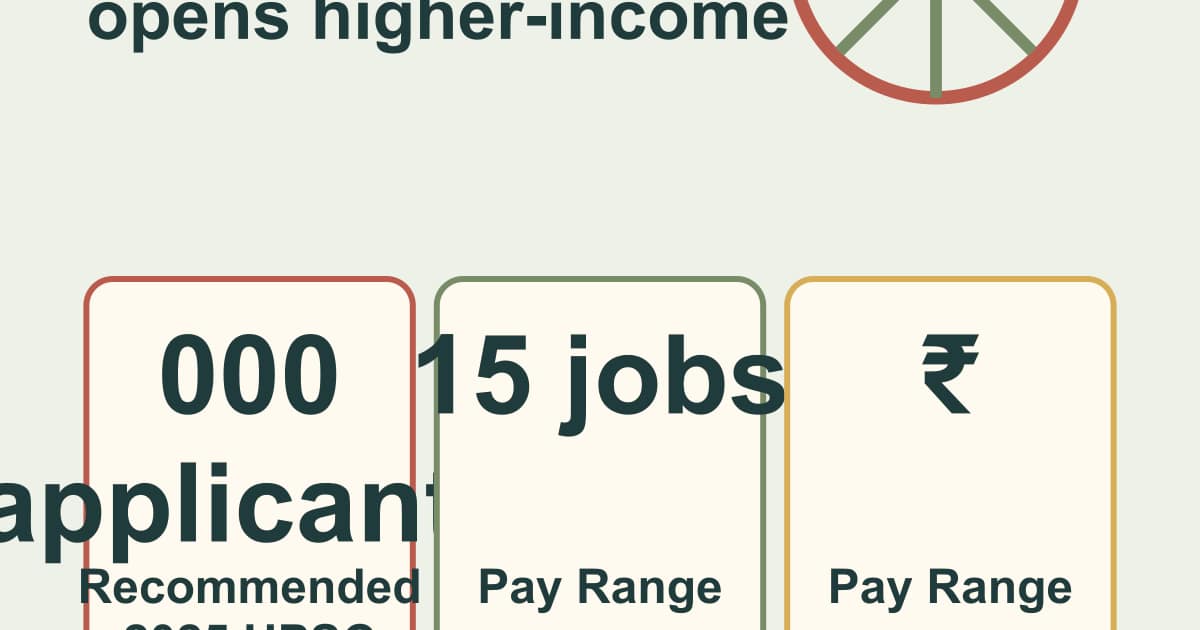 opens higher-income
000
applicant
15 jobs
₹
Recommended
Pay Range
Pay Range